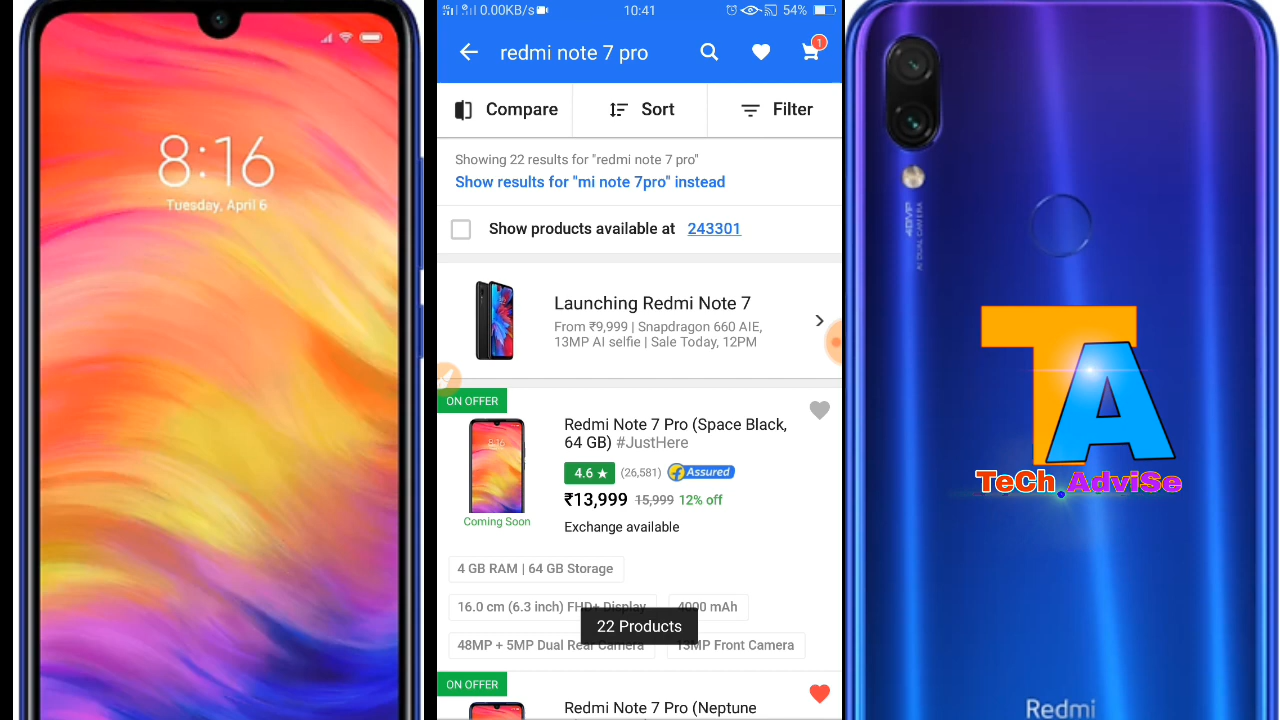 8:16
Tuesday, April 6
0.00KB/s
10:41
54%
redmi note 7 pro
1
Compare
Sort
Filter
Showing 22 results for "redmi note 7 pro"
Show results for "mi note 7pro" instead
Show products available at 243301
Launching Redmi Note 7
From ₹9,999 | Snapdragon 660 AIE,
13MP AI selfie | Sale Today, 12PM
ON OFFER
Redmi Note 7 Pro (Space Black,
64 GB) #JustHere
4.6 ★ (26,581) Assured
₹13,999 15,999 12% off
Coming Soon
Exchange available
4 GB RAM | 64 GB Storage
16.0 cm (6.3 inch) FHD+ Display
4000 mAh
22 Products
48MP + 5MP Dual Rear Camera
13MP Front Camera
ON OFFER
Redmi Note 7 Pro (Neptune
48MP
AI DUAL CAMERA
TA
TeCh AdviSe
Redmi